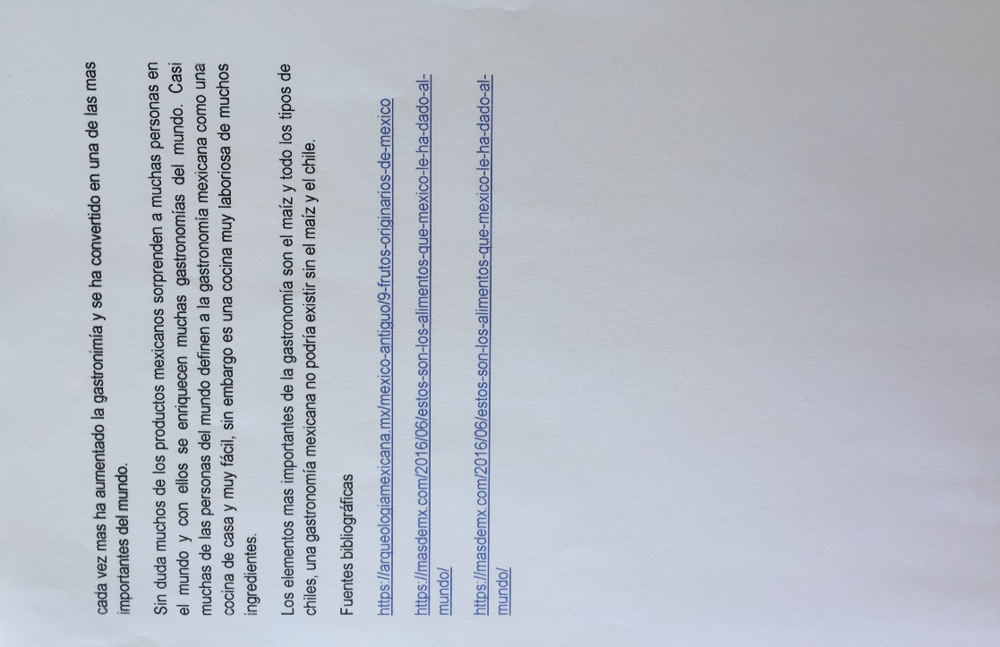 cada vez mas ha aumentado la gastronimía y se ha convertido en una de las mas
importantes del mundo.
Sin duda muchos de los productos mexicanos sorprenden a muchas personas en
el mundo y con ellos se enriquecen muchas gastronomías del mundo. Casi
muchas de las personas del mundo definen a la gastronomía mexicana como una
cocina de casa y muy fácil, sin embargo es una cocina muy laboriosa de muchos
ingredientes.
Los elementos mas importantes de la gastronomía son el maíz y todo los tipos de
chiles, una gastronomía mexicana no podría existir sin el maíz y el chile.
Fuentes bibliográficas
https://arqueologiamexicana.mx/mexico-antiguo/9-frutos-originarios-de-mexico
https://masdemx.com/2016/06/estos-son-los-alimentos-que-mexico-le-ha-dado-al-
mundo/
https://masdemx.com/2016/06/estos-son-los-alimentos-que-mexico-le-ha-dado-al-
mundo/